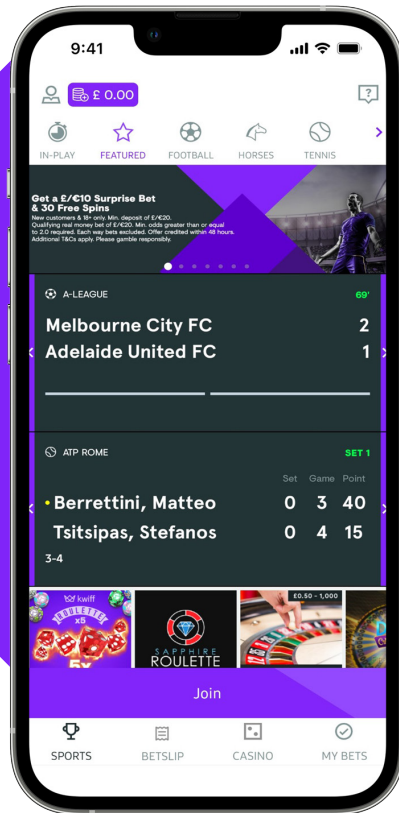 9:41
£ 0.00
?
IN-PLAY FEATURED FOOTBALL HORSES TENNIS
Get a £/€10 Surprise Bet
& 30 Free Spins
New customers & 18+ only. Min. deposit of £/€20.
Qualifying real money bet of £/€20. Min. odds greater than or equal
to 2.0 required. Each way bets excluded. Offer credited within 48 hours.
Additional T&Cs apply. Please gamble responsibly.
A-LEAGUE 69'
Melbourne City FC 2
Adelaide United FC 1
ATP ROME SET 1
Set Game Point
Berrettini, Matteo 0 3 40
Tsitsipas, Stefanos 0 4 15
3-4
kwiff
ROULETTE
x5
5x
SAPPHIRE
ROULETTE
£0.50 - 1,000
Join
SPORTS BETSLIP CASINO MY BETS